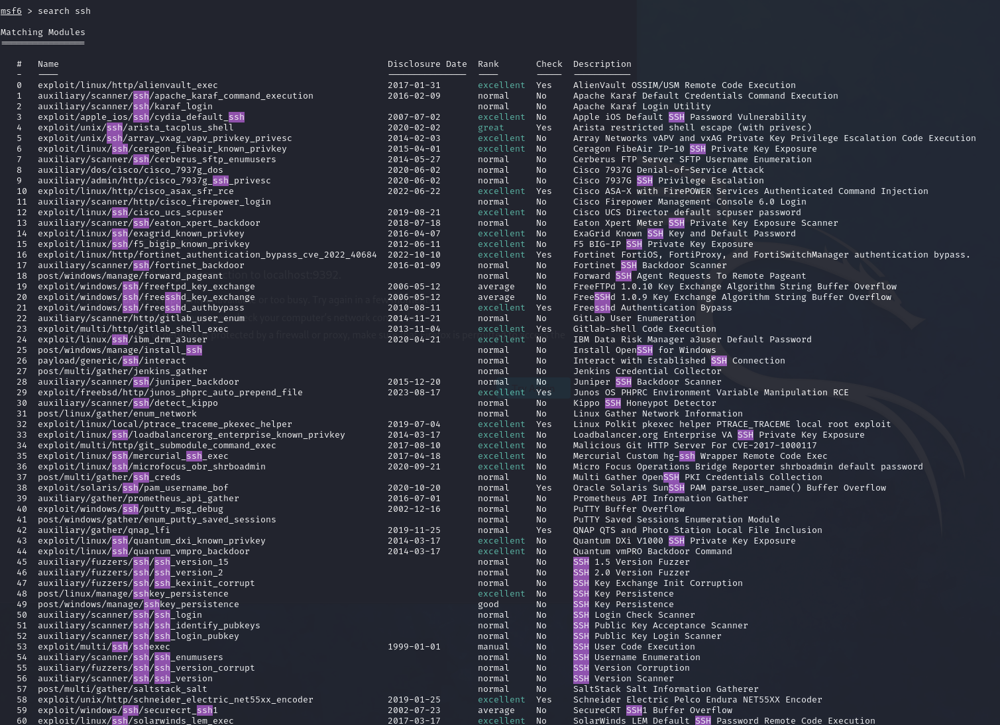 msf6 > search ssh
Matching Modules
================
#   Name   Disclosure Date   Rank   Check   Description
-   ----   ---------------   ----   -----   -----------
0   exploit/linux/http/alienvault_exec   2017-01-31   excellent   Yes   AlienVault OSSIM/USM Remote Code Execution
1   auxiliary/scanner/ssh/apache_karaf_command_execution   2016-02-09   normal   No   Apache Karaf Default Credentials Command Execution
2   auxiliary/scanner/ssh/karaf_login   normal   No   Apache Karaf Login Utility
3   exploit/apple_ios/ssh/cydia_default_ssh   2007-07-02   excellent   No   Apple iOS Default SSH Password Vulnerability
4   exploit/unix/ssh/arista_tacplus_shell   2020-02-02   great   Yes   Arista restricted shell escape (with privesc)
5   exploit/unix/ssh/array_vxag_vapv_privkey_privesc   2014-02-03   excellent   No   Array Networks vAPV and vxAG Private Key Privilege Escalation Code Execution
6   exploit/linux/ssh/ceragon_fibeair_known_privkey   2015-04-01   excellent   No   Ceragon FibeAir IP-10 SSH Private Key Exposure
7   auxiliary/scanner/ssh/cerberus_sftp_enumusers   2014-05-27   normal   No   Cerberus FTP Server SFTP Username Enumeration
8   auxiliary/dos/cisco/cisco_7937g_dos   2020-06-02   normal   No   Cisco 7937G Denial-of-Service Attack
9   auxiliary/admin/http/cisco_7937g_ssh_privesc   2020-06-02   normal   No   Cisco 7937G SSH Privilege Escalation
10   exploit/linux/http/cisco_asax_sfr_rce   2022-06-22   excellent   Yes   Cisco ASA-X with FirePOWER Services Authenticated Command Injection
11   auxiliary/scanner/http/cisco_firepower_login   normal   No   Cisco Firepower Management Console 6.0 Login
12   exploit/linux/ssh/cisco_ucs_scpuser   2019-08-21   excellent   No   Cisco UCS Director default scpuser password
13   auxiliary/scanner/ssh/eaton_xpert_backdoor   2018-07-18   normal   No   Eaton Xpert Meter SSH Private Key Exposure Scanner
14   exploit/linux/ssh/exagrid_known_privkey   2016-04-07   excellent   No   ExaGrid Known SSH Key and Default Password
15   exploit/linux/ssh/f5_bigip_known_privkey   2012-06-11   excellent   No   F5 BIG-IP SSH Private Key Exposure
16   exploit/linux/http/fortinet_authentication_bypass_cve_2022_40684   2022-10-10   excellent   Yes   Fortinet FortiOS, FortiProxy, and FortiSwitchManager authentication bypass.
17   auxiliary/scanner/ssh/fortinet_backdoor   2016-01-09   normal   No   Fortinet SSH Backdoor Scanner
18   post/windows/manage/forward_pageant   normal   No   Forward SSH Agent Requests To Remote Pageant
19   exploit/windows/ssh/freeftpd_key_exchange   2006-05-12   average   No   FreeFTPd 1.0.10 Key Exchange Algorithm String Buffer Overflow
20   exploit/windows/ssh/freesshd_key_exchange   2006-05-12   average   No   FreeSSHd 1.0.9 Key Exchange Algorithm String Buffer Overflow
21   exploit/windows/ssh/freesshd_authbypass   2010-08-11   excellent   Yes   Freesshd Authentication Bypass
22   auxiliary/scanner/http/gitlab_user_enum   2014-11-21   normal   No   GitLab User Enumeration
23   exploit/multi/http/gitlab_shell_exec   2013-11-04   excellent   Yes   Gitlab-shell Code Execution
24   exploit/linux/ssh/ibm_drm_a3user   2020-04-21   excellent   No   IBM Data Risk Manager a3user Default Password
25   post/windows/manage/install_ssh   normal   No   Install OpenSSH for Windows
26   payload/generic/ssh/interact   normal   No   Interact with Established SSH Connection
27   post/multi/gather/jenkins_gather   normal   No   Jenkins Credential Collector
28   auxiliary/scanner/ssh/juniper_backdoor   2015-12-20   normal   No   Juniper SSH Backdoor Scanner
29   exploit/freebsd/http/junos_phprc_auto_prepend_file   2023-08-17   excellent   Yes   Junos OS PHPRC Environment Variable Manipulation RCE
30   auxiliary/scanner/ssh/detect_kippo   normal   No   Kippo SSH Honeypot Detector
31   post/linux/gather/enum_network   normal   No   Linux Gather Network Information
32   exploit/linux/local/ptrace_traceme_pkexec_helper   2019-07-04   excellent   Yes   Linux Polkit pkexec helper PTRACE_TRACEME local root exploit
33   exploit/linux/ssh/loadbalancerorg_enterprise_known_privkey   2014-03-17   excellent   No   Loadbalancer.org Enterprise VA SSH Private Key Exposure
34   exploit/multi/http/git_submodule_command_exec   2017-08-10   excellent   No   Malicious Git HTTP Server For CVE-2017-1000117
35   exploit/linux/ssh/mercurial_ssh_exec   2017-04-18   excellent   No   Mercurial Custom hg-ssh Wrapper Remote Code Exec
36   exploit/linux/ssh/microfocus_obr_shrboadmin   2020-09-21   excellent   No   Micro Focus Operations Bridge Reporter shrboadmin default password
37   post/multi/gather/ssh_creds   normal   No   Multi Gather OpenSSH PKI Credentials Collection
38   exploit/solaris/ssh/pam_username_bof   2020-10-20   normal   Yes   Oracle Solaris SunSSH PAM parse_user_name() Buffer Overflow
39   auxiliary/gather/prometheus_api_gather   2016-07-01   normal   No   Prometheus API Information Gather
40   exploit/windows/ssh/putty_msg_debug   2002-12-16   normal   No   PuTTY Buffer Overflow
41   post/windows/gather/enum_putty_saved_sessions   normal   No   PuTTY Saved Sessions Enumeration Module
42   auxiliary/gather/qnap_lfi   2019-11-25   normal   Yes   QNAP QTS and Photo Station Local File Inclusion
43   exploit/linux/ssh/quantum_dxi_known_privkey   2014-03-17   excellent   No   Quantum DXi V1000 SSH Private Key Exposure
44   exploit/linux/ssh/quantum_vmpro_backdoor   2014-03-17   excellent   No   Quantum vmPRO Backdoor Command
45   auxiliary/fuzzers/ssh/ssh_version_15   normal   No   SSH 1.5 Version Fuzzer
46   auxiliary/fuzzers/ssh/ssh_version_2   normal   No   SSH 2.0 Version Fuzzer
47   auxiliary/fuzzers/ssh/ssh_kexinit_corrupt   normal   No   SSH Key Exchange Init Corruption
48   post/linux/manage/sshkey_persistence   excellent   No   SSH Key Persistence
49   post/windows/manage/sshkey_persistence   good   No   SSH Key Persistence
50   auxiliary/scanner/ssh/ssh_login   normal   No   SSH Login Check Scanner
51   auxiliary/scanner/ssh/ssh_identify_pubkeys   normal   No   SSH Public Key Acceptance Scanner
52   auxiliary/scanner/ssh/ssh_login_pubkey   normal   No   SSH Public Key Login Scanner
53   exploit/multi/ssh/sshexec   1999-01-01   manual   No   SSH User Code Execution
54   auxiliary/scanner/ssh/ssh_enumusers   normal   No   SSH Username Enumeration
55   auxiliary/fuzzers/ssh/ssh_version_corrupt   normal   No   SSH Version Corruption
56   auxiliary/scanner/ssh/ssh_version   normal   No   SSH Version Scanner
57   post/multi/gather/saltstack_salt   normal   No   SaltStack Salt Information Gatherer
58   exploit/unix/http/schneider_electric_net55xx_encoder   2019-01-25   excellent   Yes   Schneider Electric Pelco Endura NET55XX Encoder
59   exploit/windows/ssh/securecrt_ssh1   2002-07-23   average   No   SecureCRT SSH1 Buffer Overflow
60   exploit/linux/ssh/solarwinds_lem_exec   2017-03-17   excellent   No   SolarWinds LEM Default SSH Password Remote Code Execution